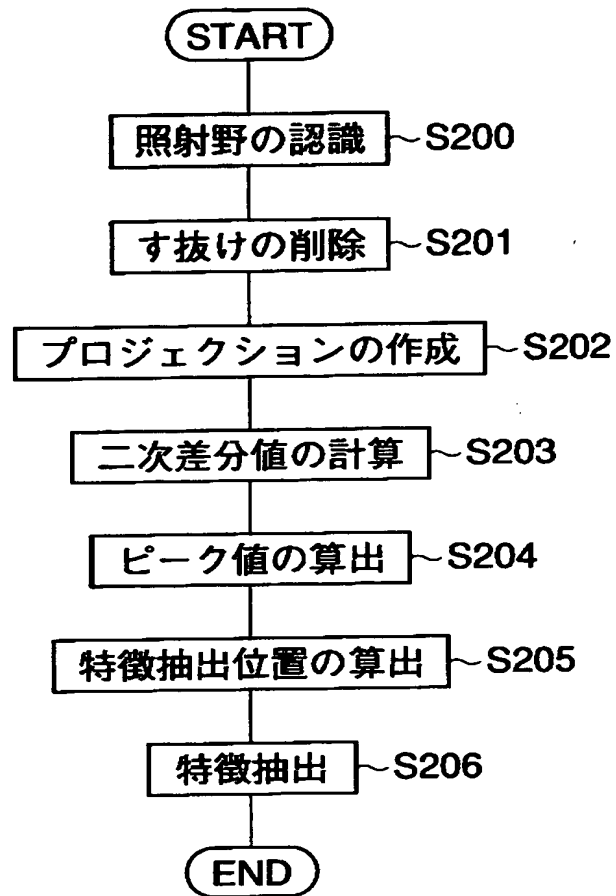 START
照射野の認識 ~S200
す抜けの削除 ~S201
プロジェクションの作成 ~S202
二次差分値の計算 ~S203
ピーク値の算出 ~S204
特徴抽出位置の算出 ~S205
特徴抽出 ~S206
END